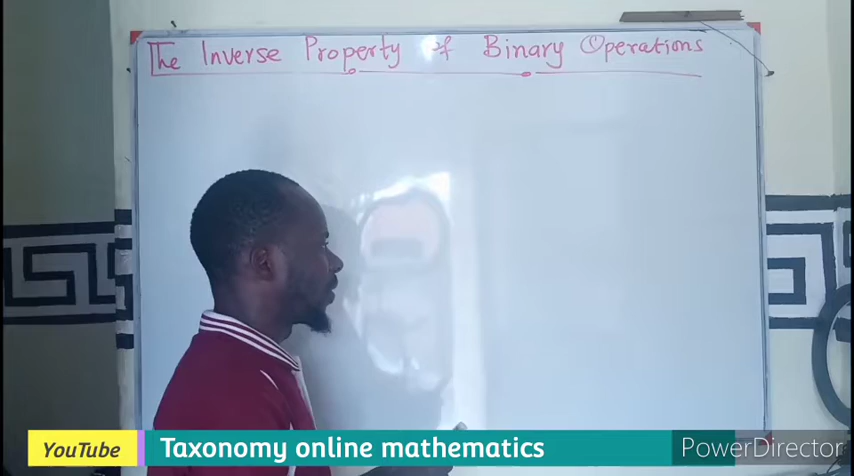 The Inverse Property of Binary Operations
YouTube Taxonomy online mathematics
PowerDirector